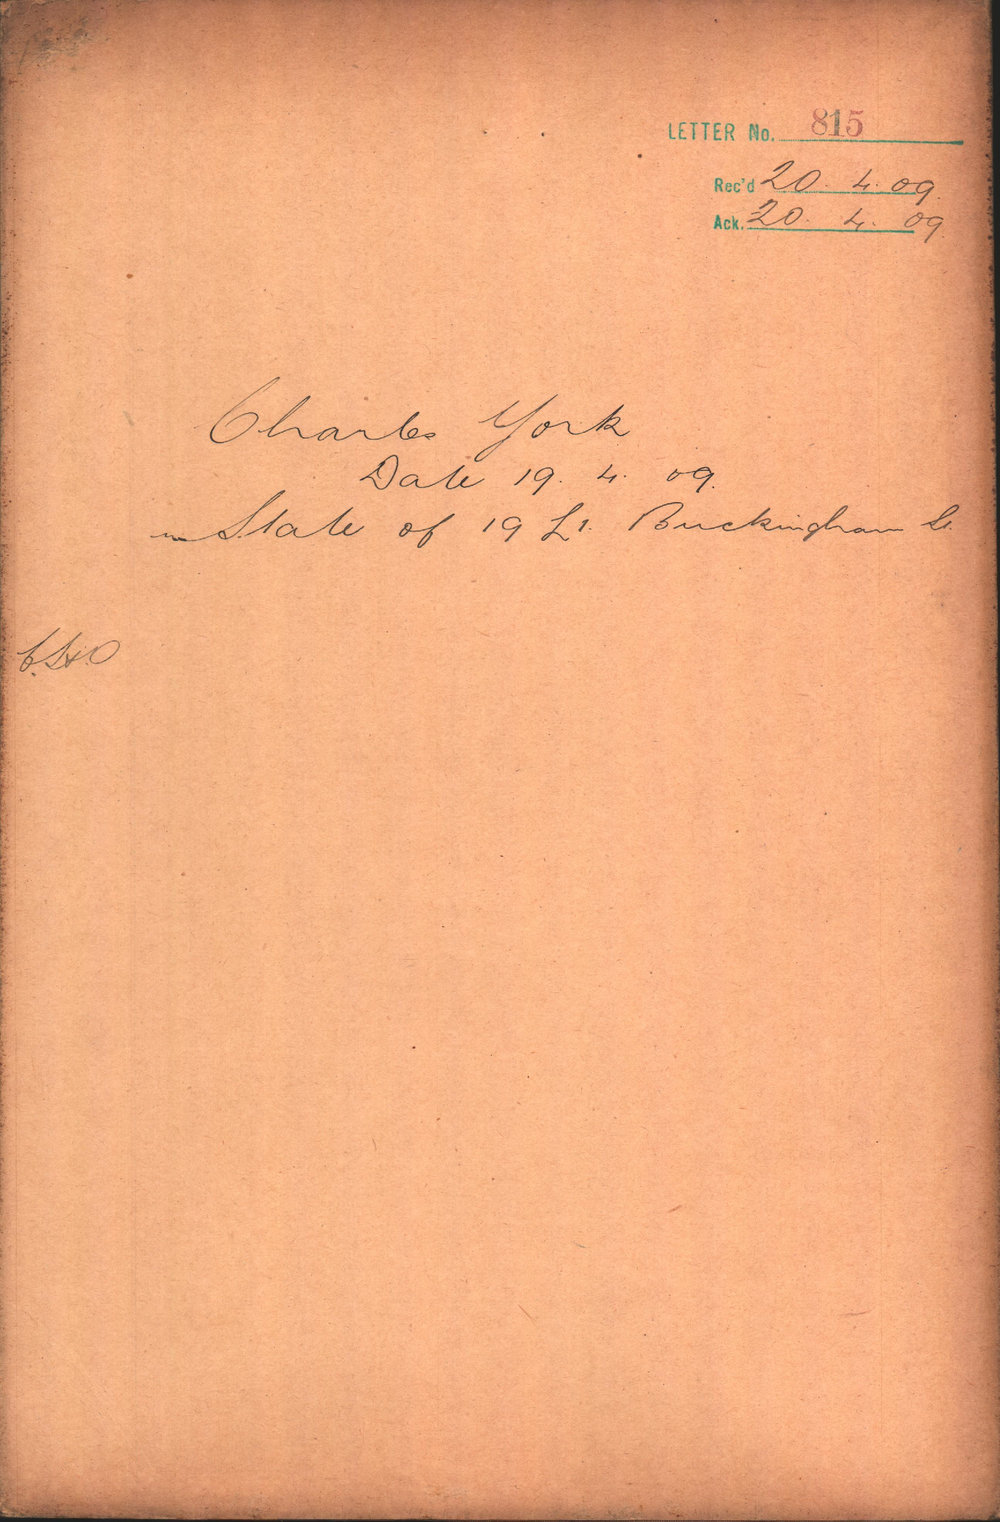 LETTER No. 815
Rec'd 20. 4. 09.
Ack. 20. 4. 09.
Charles York
Date 19. 4. 09.
State of 19 Lt. Buckingham St.